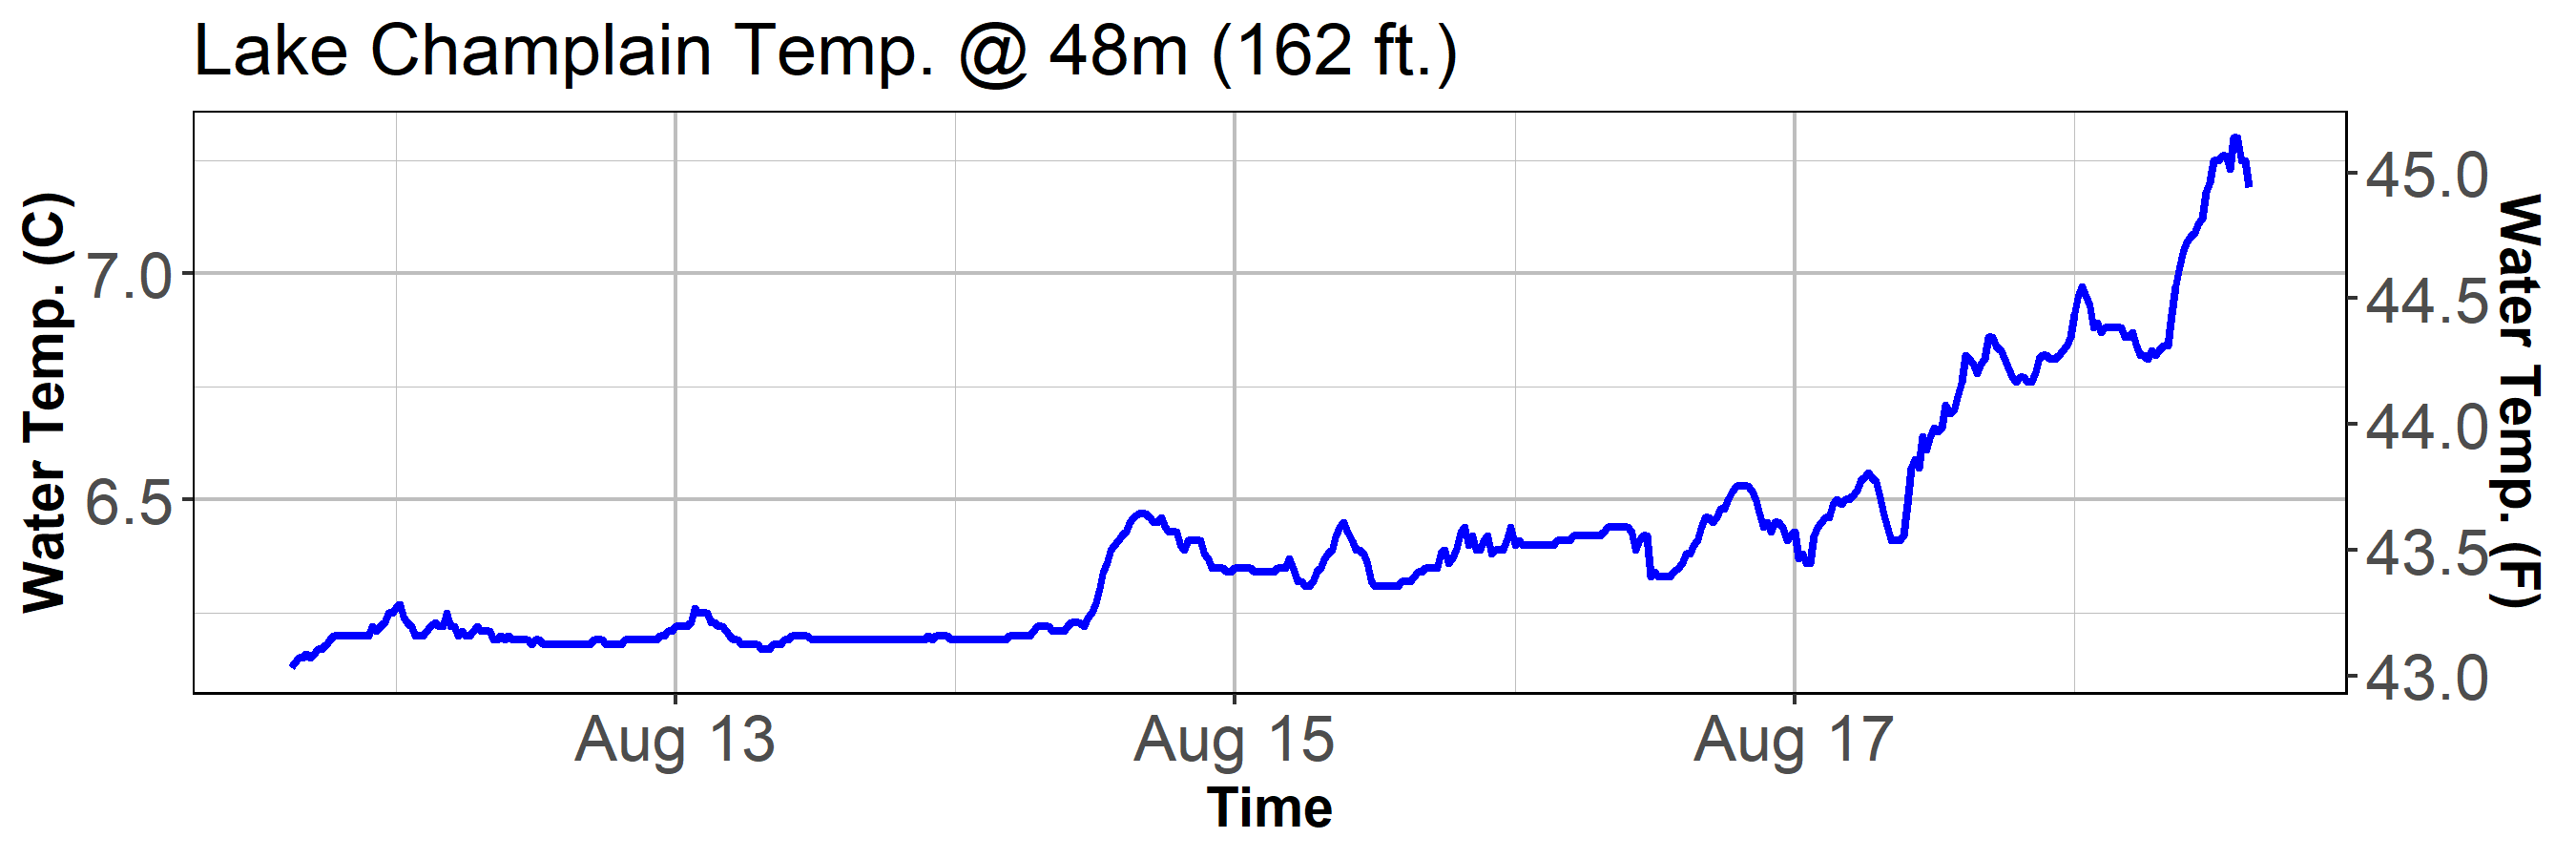 Lake Champlain Temp. @ 48m (162 ft.)
Water Temp. (C)
7.0
6.5
45.0
44.5
44.0
43.5
43.0
Water Temp. (F)
Aug 13
Aug 15
Aug 17
Time